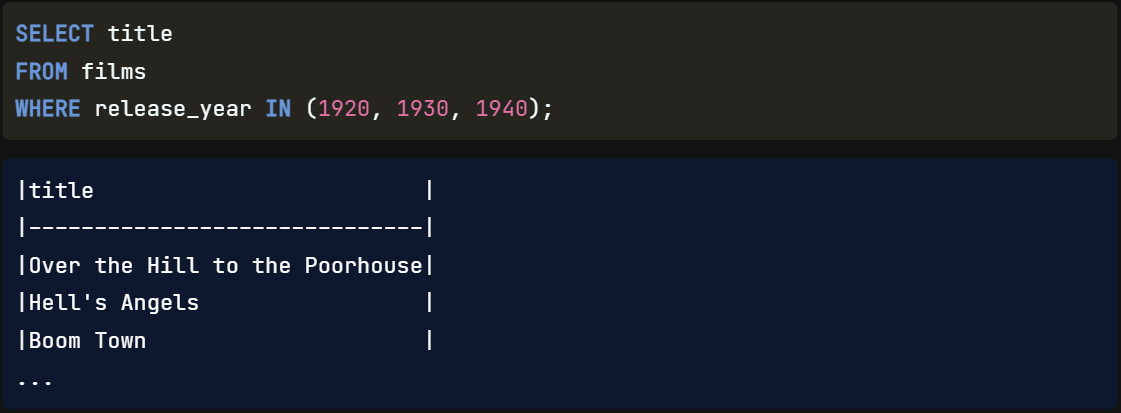 SELECT title
FROM films
WHERE release_year IN (1920, 1930, 1940);
|title                         |
|------------------------------|
|Over the Hill to the Poorhouse|
|Hell's Angels                 |
|Boom Town                     |
...